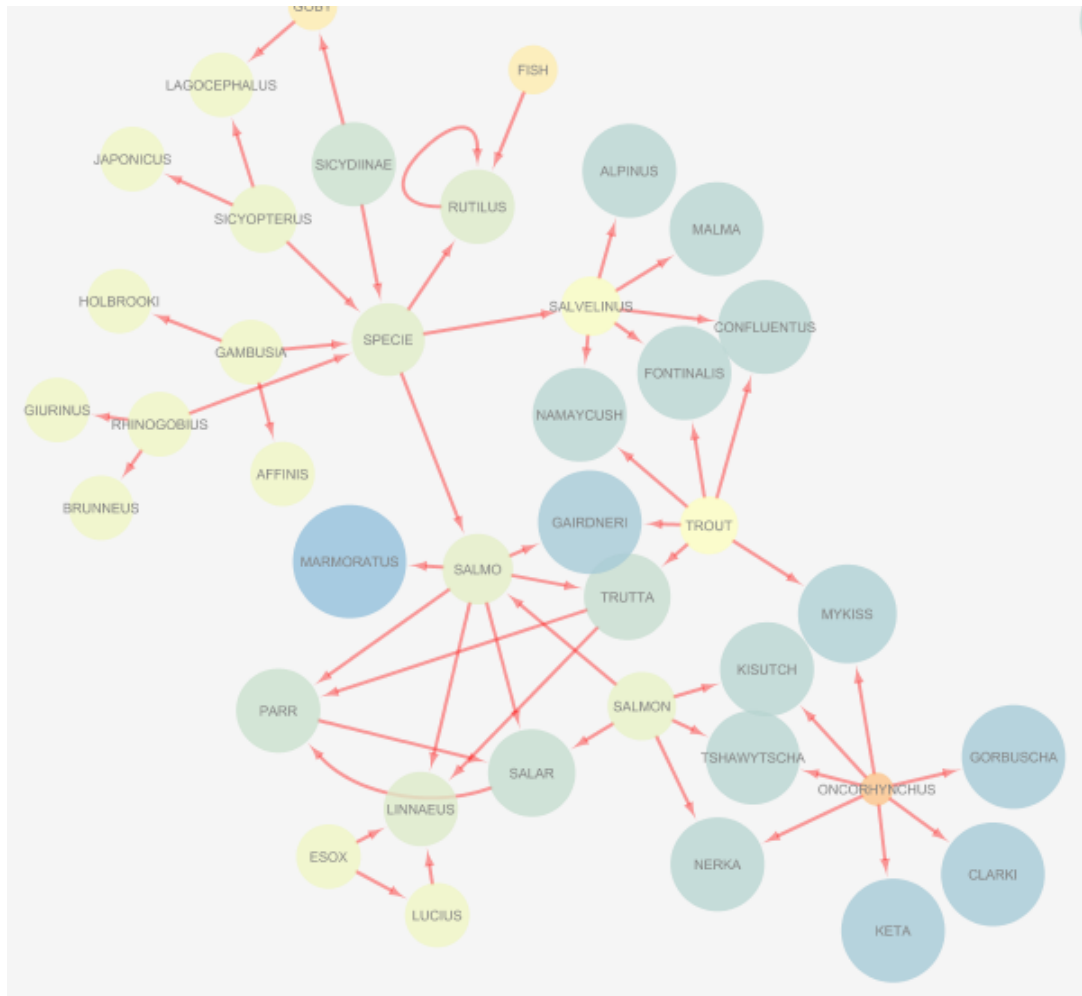 GOBY
FISH
LAGOCEPHALUS
JAPONICUS
SICYDIINAE
ALPINUS
RUTILUS
SICYOPTERUS
MALMA
HOLBROOKI
SALVELINUS
CONFLUENTUS
SPECIE
GAMBUSIA
FONTINALIS
GIURINUS
NAMAYCUSH
RHINOGOBIUS
AFFINIS
BRUNNEUS
GAIRDNERI
TROUT
MARMORATUS
SALMO
TRUTTA
MYKISS
KISUTCH
PARR
SALMON
TSHAWYTSCHA
GORBUSCHA
SALAR
ONCORHYNCHUS
LINNAEUS
ESOX
NERKA
CLARKI
LUCIUS
KETA